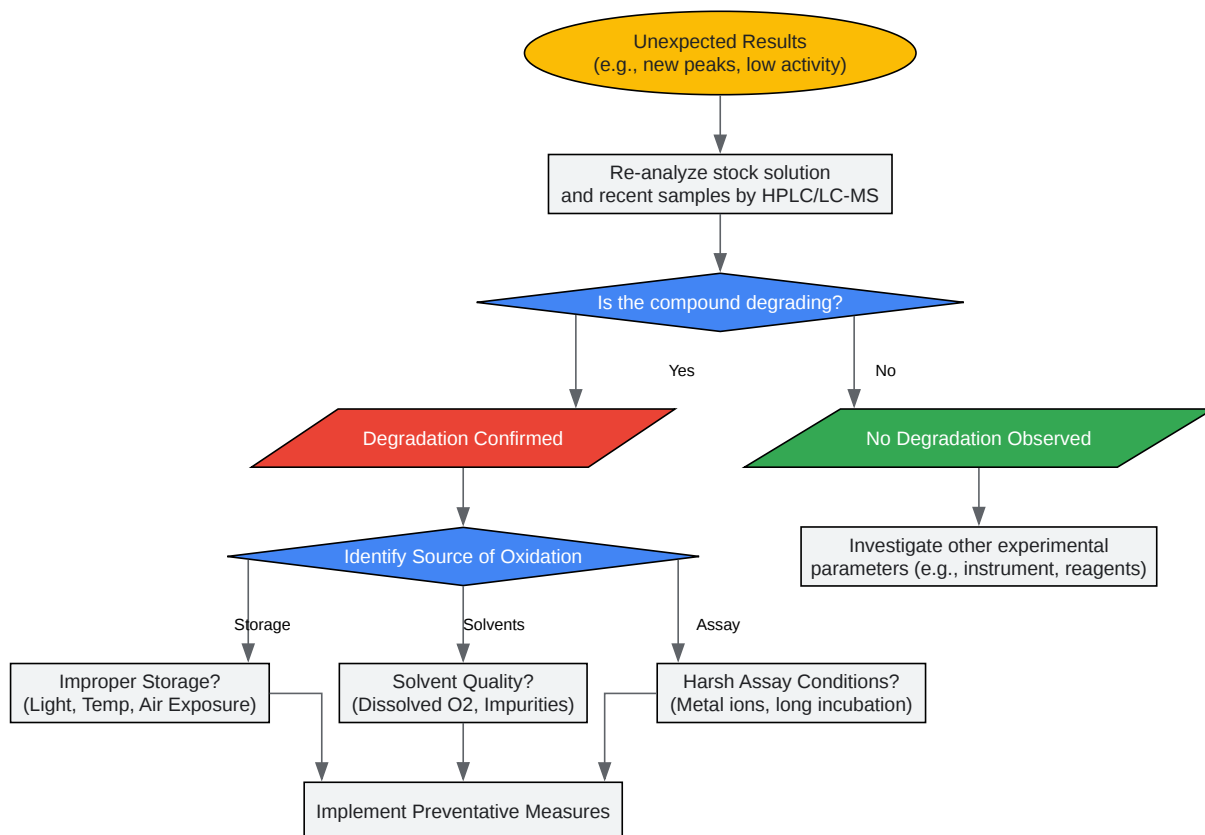 Unexpected Results
(e.g., new peaks, low activity)
Re-analyze stock solution
and recent samples by HPLC/LC-MS
Is the compound degrading?
Yes
No
Degradation Confirmed
No Degradation Observed
Identify Source of Oxidation
Investigate other experimental
parameters (e.g., instrument, reagents)
Storage
Solvents
Assay
Improper Storage?
(Light, Temp, Air Exposure)
Solvent Quality?
(Dissolved O2, Impurities)
Harsh Assay Conditions?
(Metal ions, long incubation)
Implement Preventative Measures